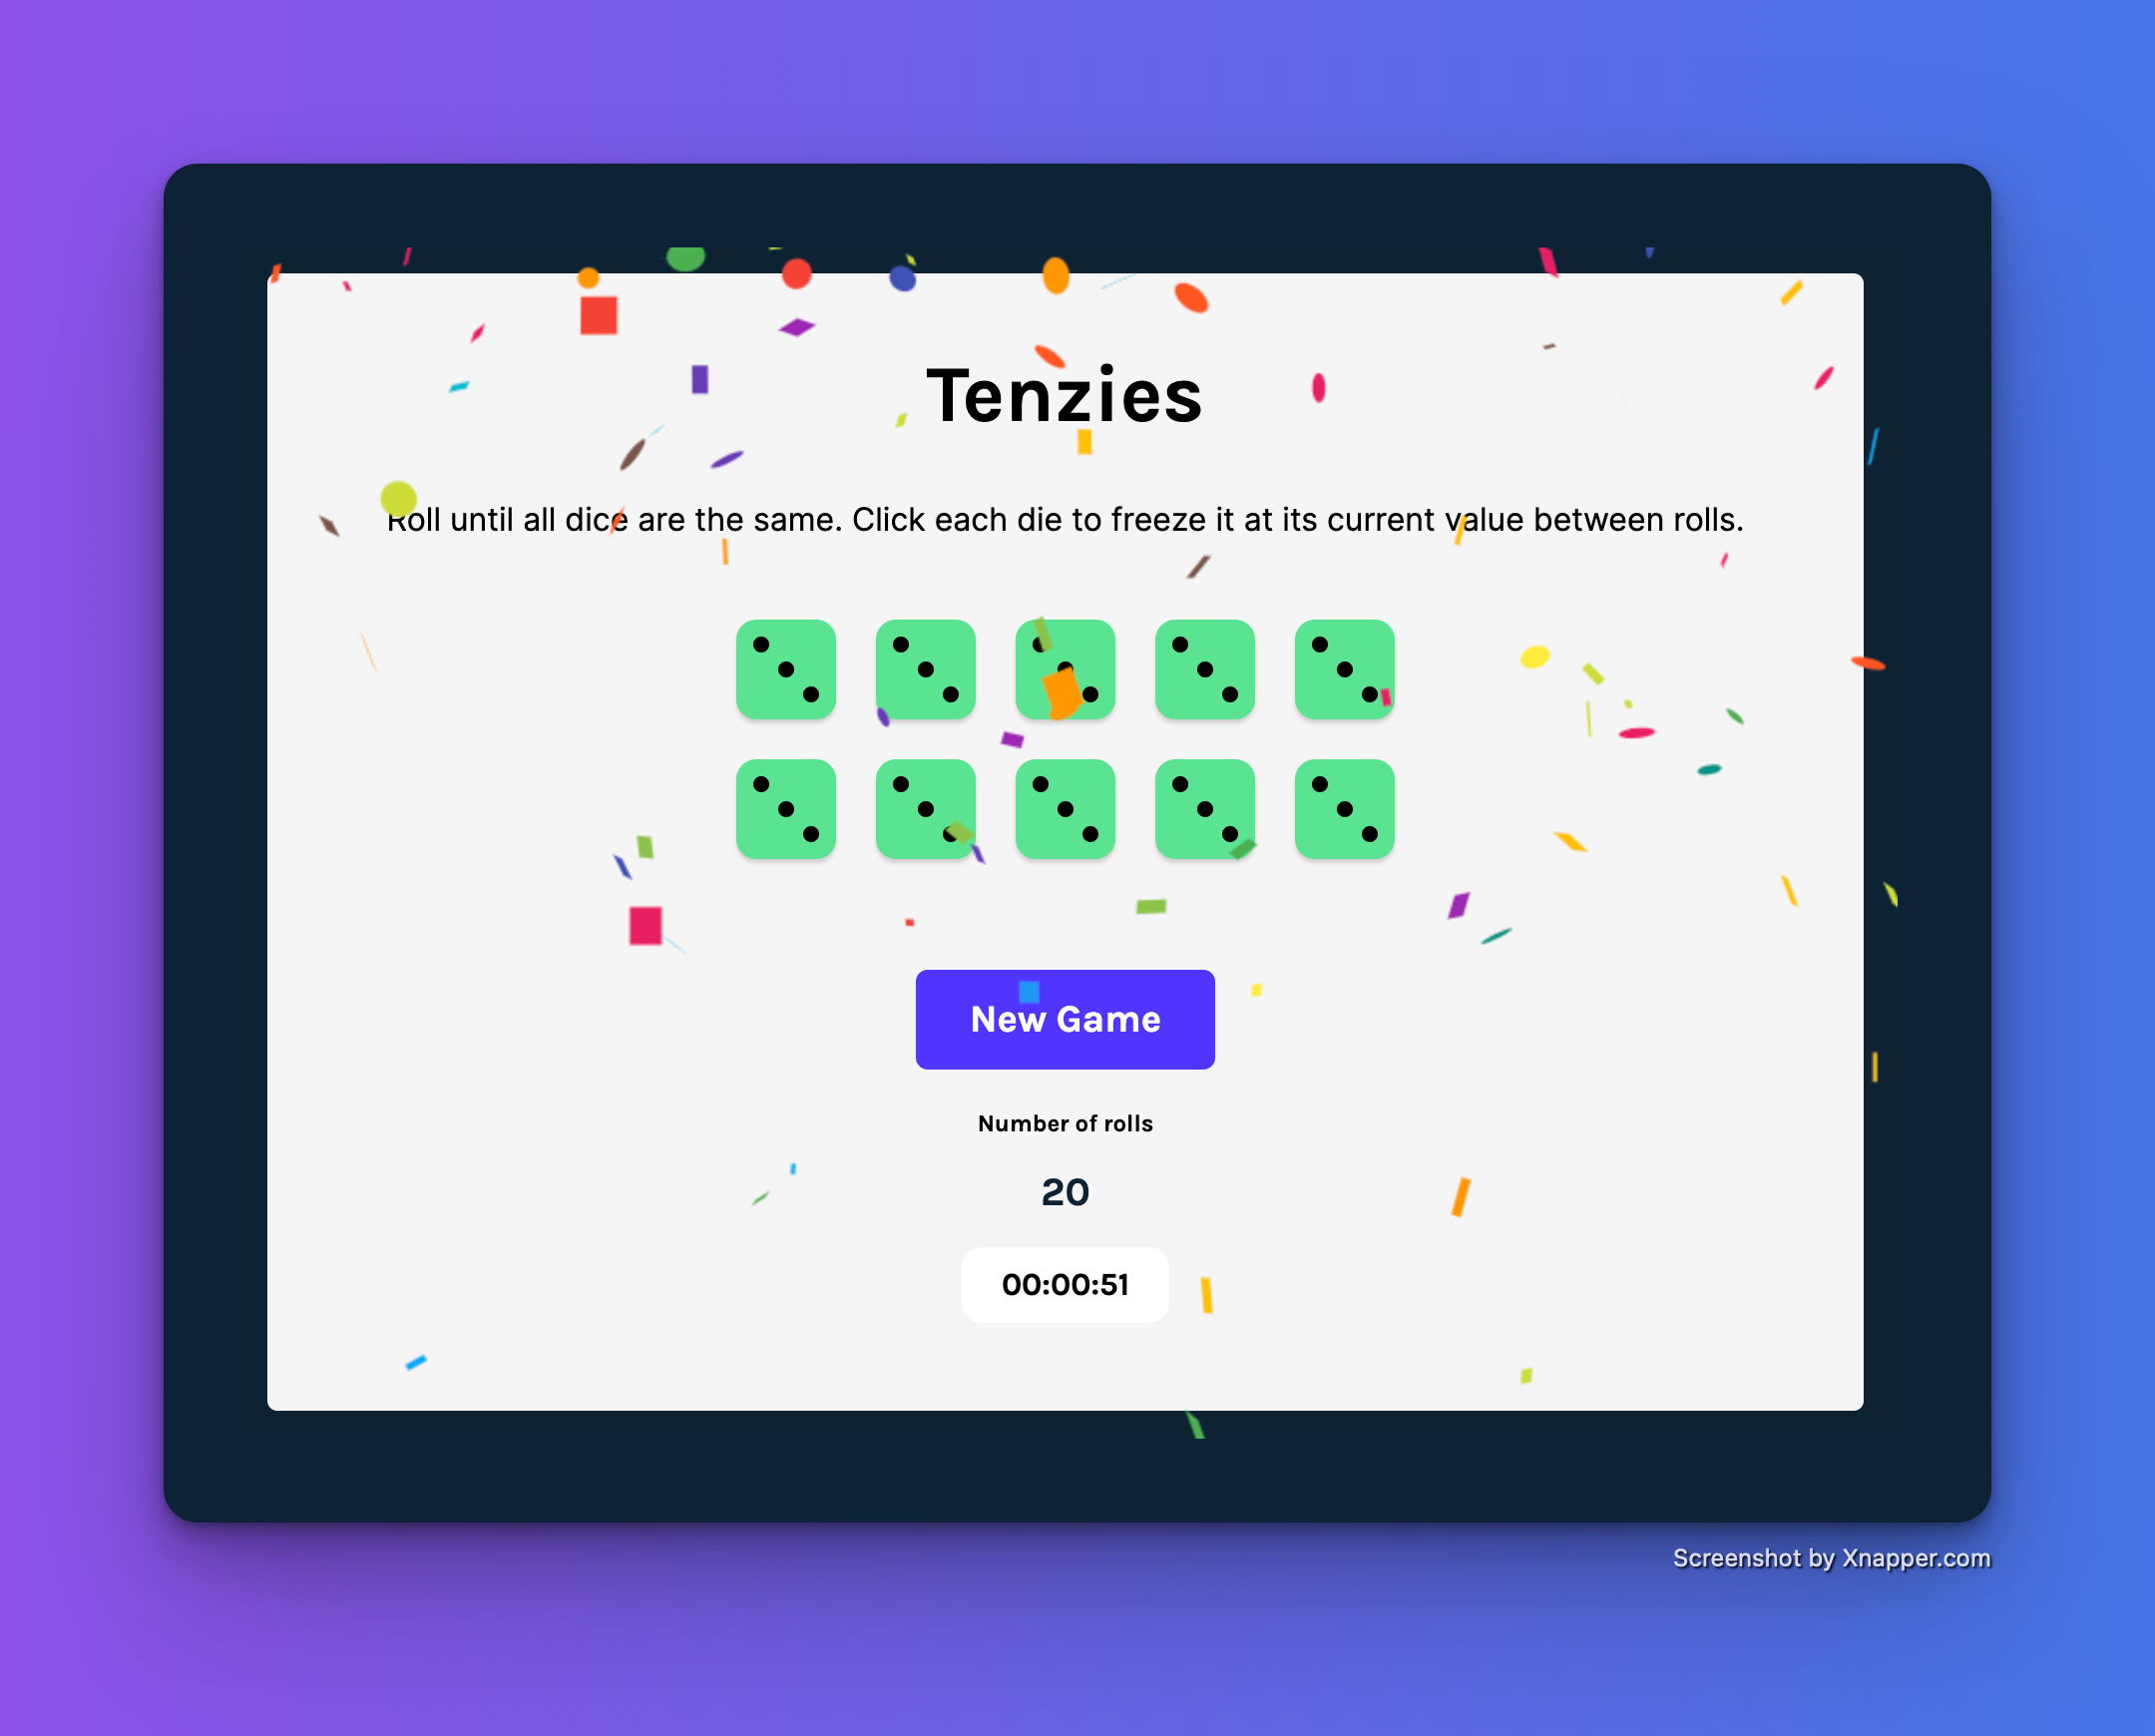 Tenzies
Roll until all dice are the same. Click each die to freeze it at its current value between rolls.
New Game
Number of rolls
20
00:00:51
Screenshot by Xnapper.com